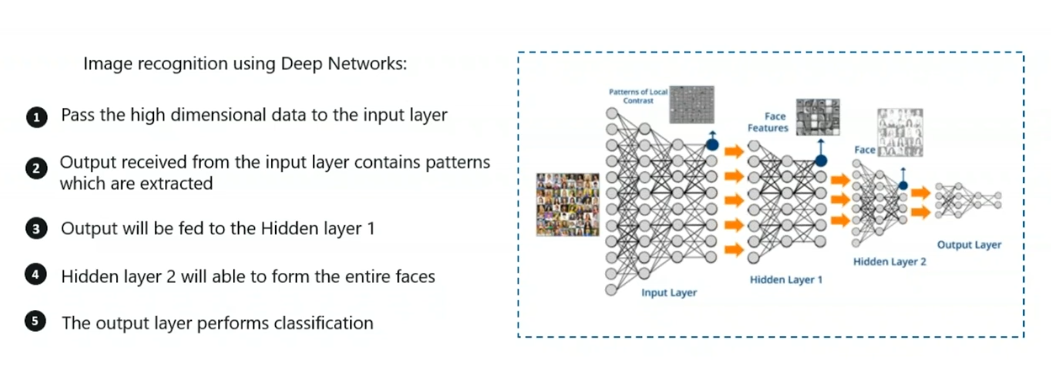 Image recognition using Deep Networks:
1 Pass the high dimensional data to the input layer
2 Output received from the input layer contains patterns
which are extracted
3 Output will be fed to the Hidden layer 1
4 Hidden layer 2 will able to form the entire faces
5 The output layer performs classification
Patterns of Local
Contrast
Face
Features
Face
Input Layer
Hidden Layer 1
Hidden Layer 2
Output Layer